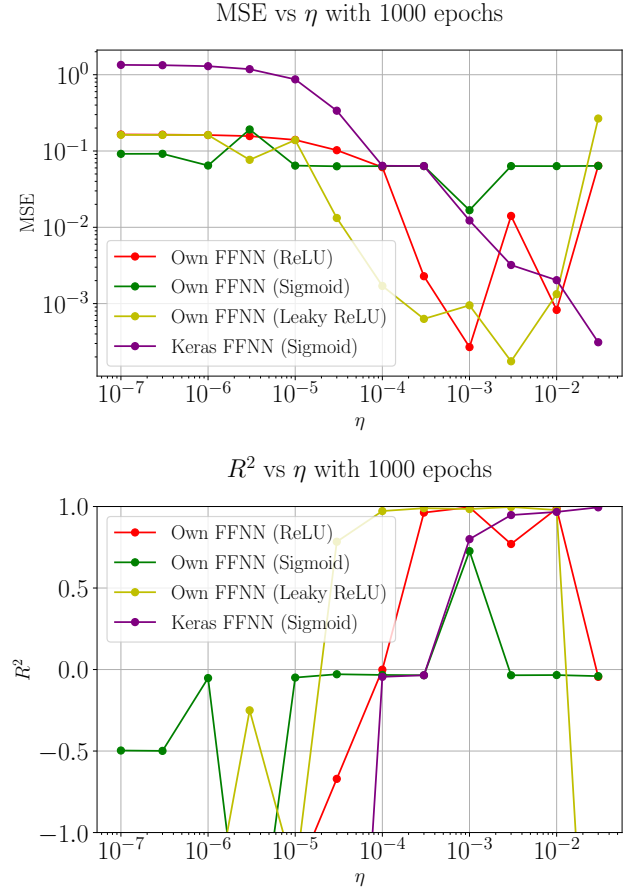 MSE vs η with 1000 epochs
10⁰
10⁻¹
10⁻²
10⁻³
MSE
Own FFNN (ReLU)
Own FFNN (Sigmoid)
Own FFNN (Leaky ReLU)
Keras FFNN (Sigmoid)
10⁻⁷ 10⁻⁶ 10⁻⁵ 10⁻⁴ 10⁻³ 10⁻²
η
R² vs η with 1000 epochs
1.0
0.5
0.0
−0.5
−1.0
R²
Own FFNN (ReLU)
Own FFNN (Sigmoid)
Own FFNN (Leaky ReLU)
Keras FFNN (Sigmoid)
10⁻⁷ 10⁻⁶ 10⁻⁵ 10⁻⁴ 10⁻³ 10⁻²
η